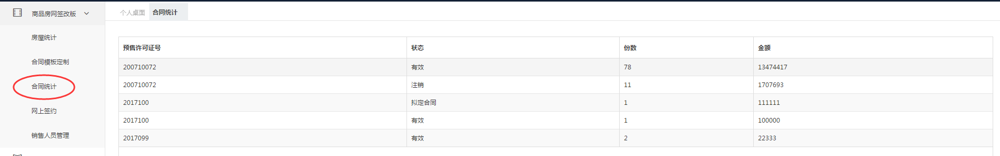 商品房网签改版
房屋统计
合同模板定制
合同统计
网上签约
销售人员管理
个人桌面 合同统计
预售许可证号 状态 份数 金额
200710072 有效 78 13474417
200710072 注销 11 1707693
2017100 拟定合同 1 111111
2017100 有效 1 100000
2017099 有效 2 22333